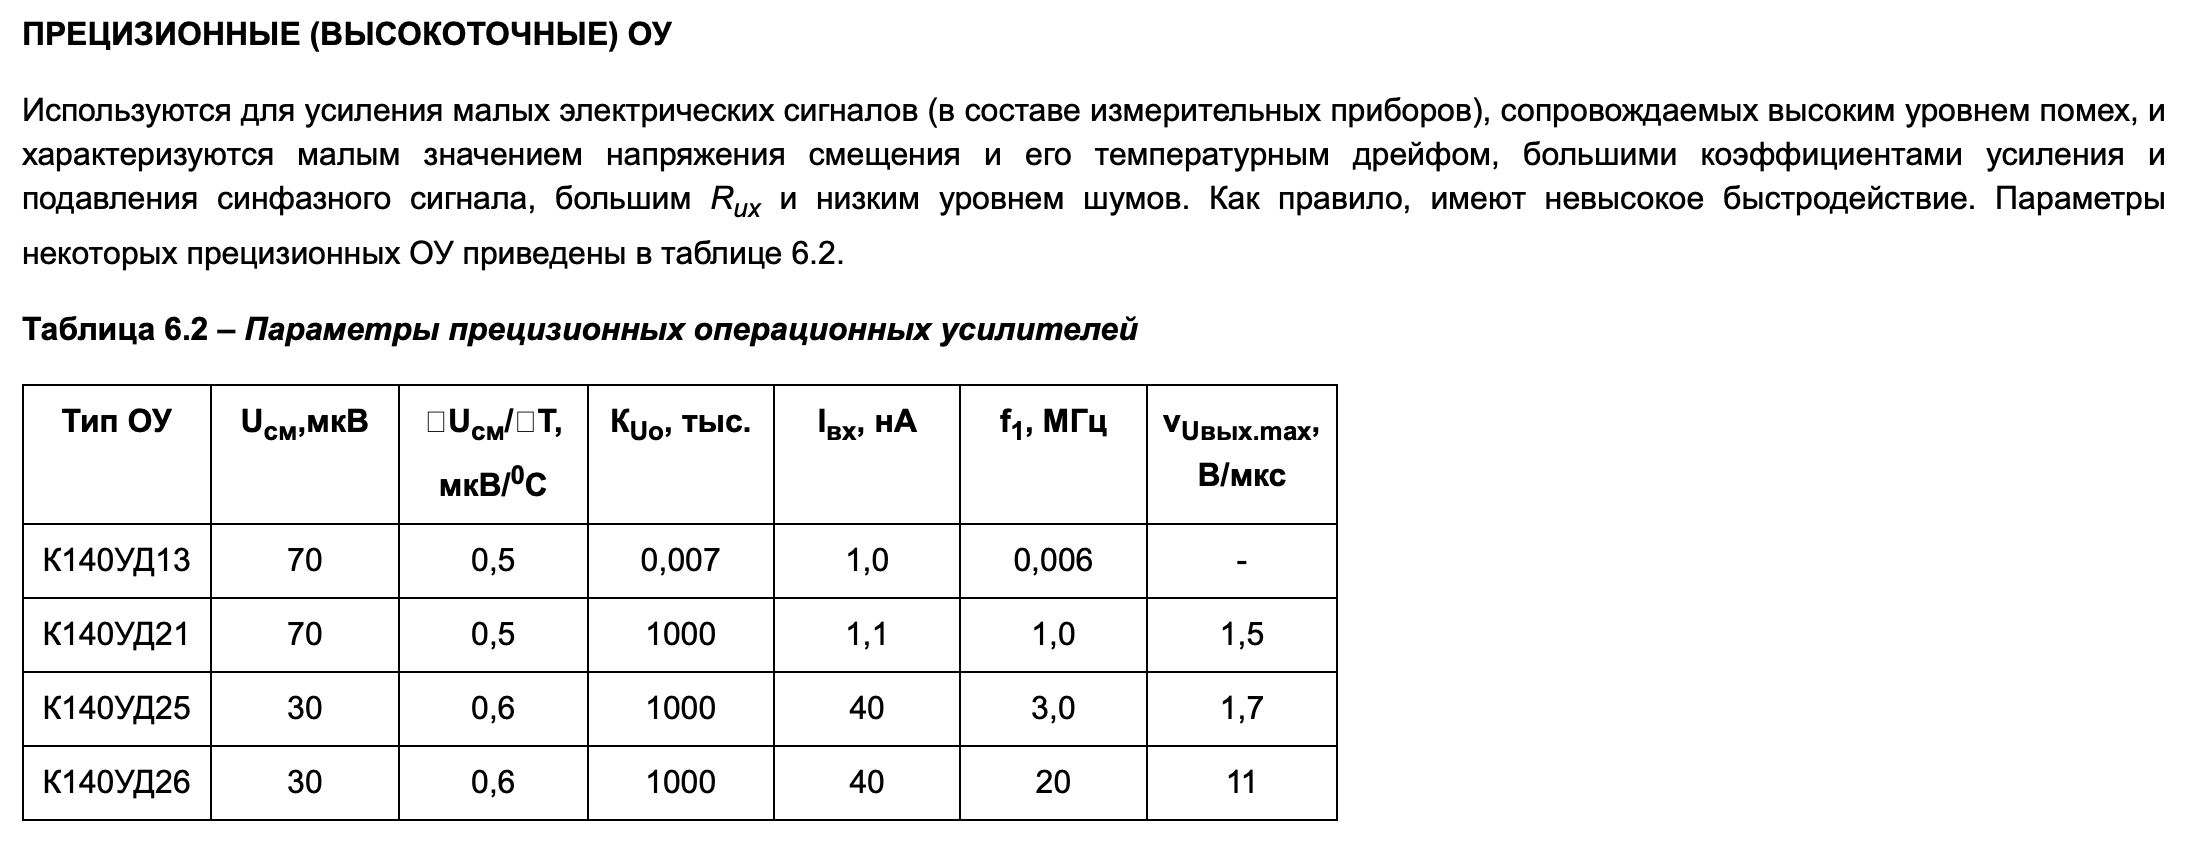 ПРЕЦИЗИОННЫЕ (ВЫСОКОТОЧНЫЕ) ОУ
Используются для усиления малых электрических сигналов (в составе измерительных приборов), сопровождаемых высоким уровнем помех, и
характеризуются малым значением напряжения смещения и его температурным дрейфом, большими коэффициентами усиления и
подавления синфазного сигнала, большим Rих и низким уровнем шумов. Как правило, имеют невысокое быстродействие. Параметры
некоторых прецизионных ОУ приведены в таблице 6.2.
Таблица 6.2 – Параметры прецизионных операционных усилителей
Тип ОУ Uсм,мкВ □Uсм/□T, мкВ/⁰С КUо, тыс. Iвх, нА f1, МГц vUвых.max, В/мкс
К140УД13 70 0,5 0,007 1,0 0,006 -
К140УД21 70 0,5 1000 1,1 1,0 1,5
К140УД25 30 0,6 1000 40 3,0 1,7
К140УД26 30 0,6 1000 40 20 11